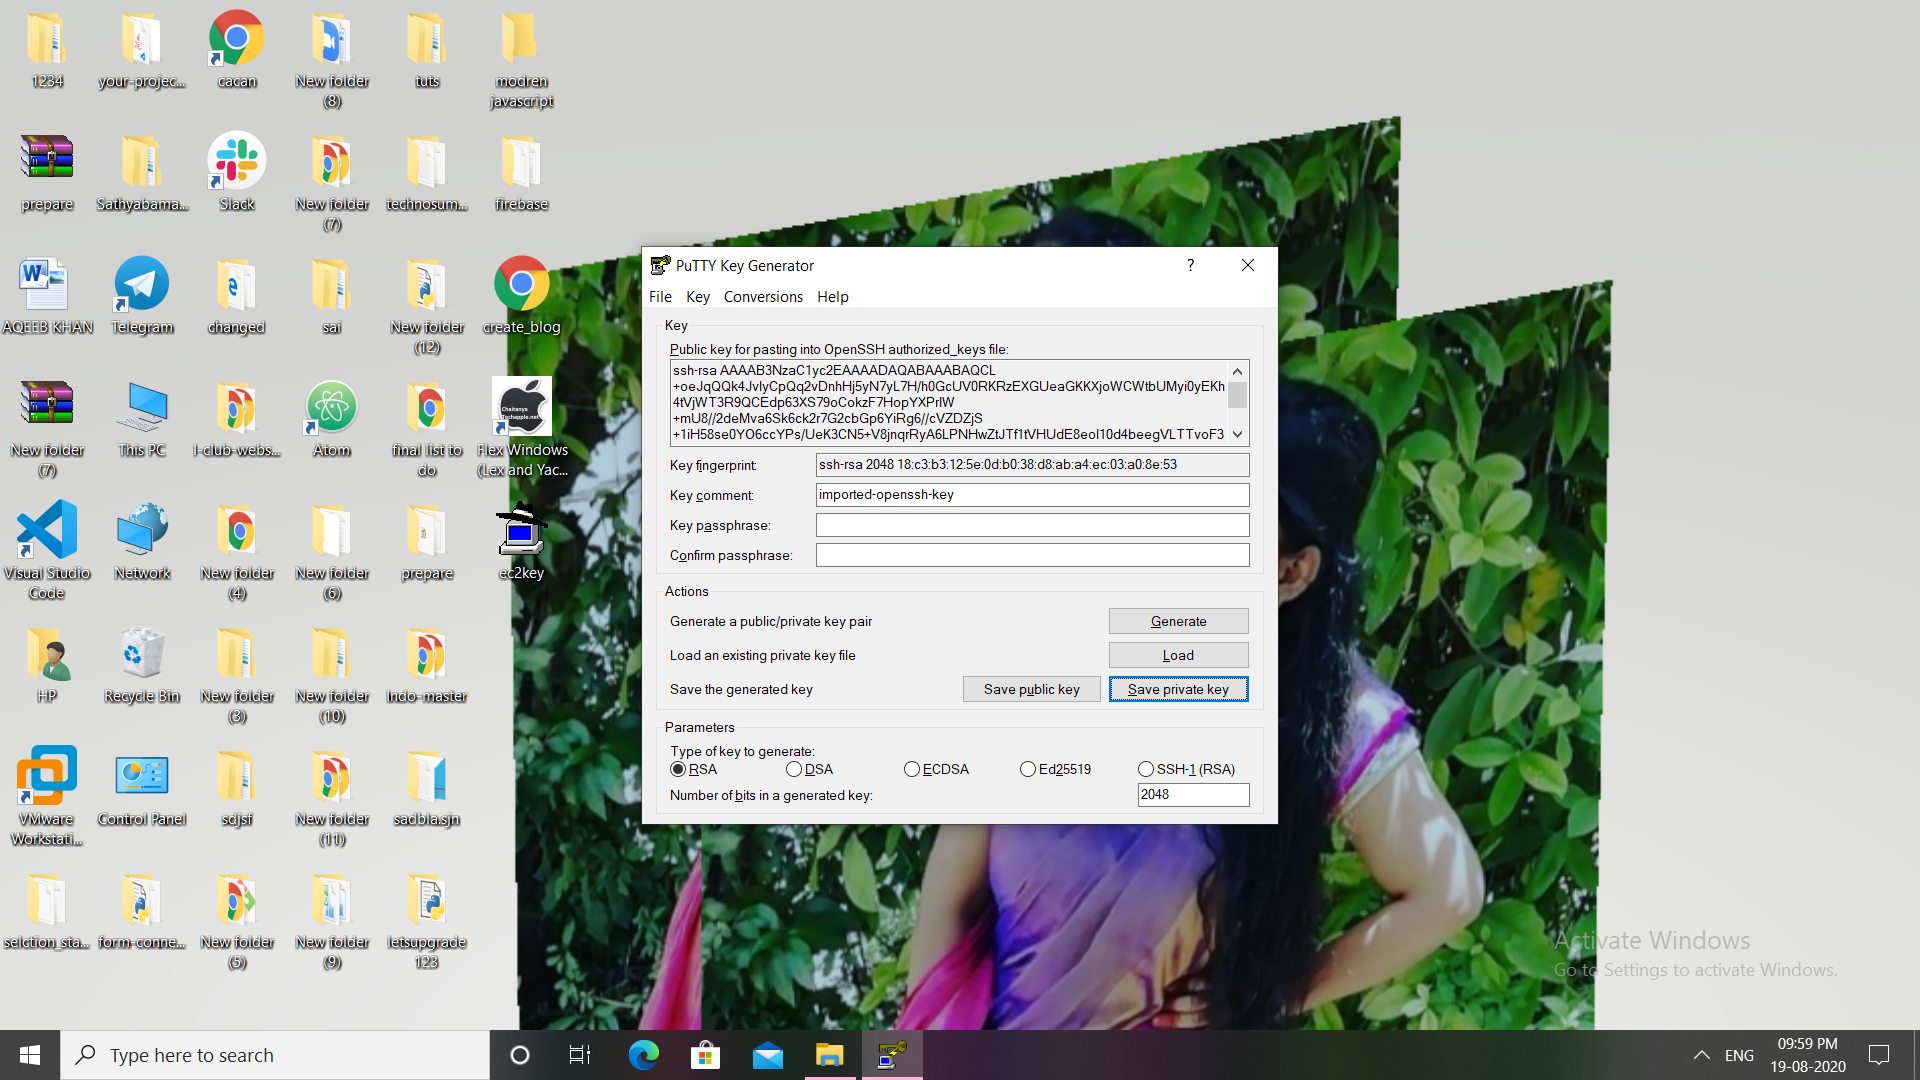 1234
your-projec...
cacan
New folder
(8)
tuts
modren
javascript
prepare
Sathyabama...
Slack
New folder
(7)
technosum...
firebase
AQEEB KHAN
Telegram
changed
sai
New folder
(12)
create_blog
New folder
(7)
This PC
I-club-webs...
Atom
final list to
do
Chaitanya
Techapple.net
Flex Windows
(Lex and Yac...
Visual Studio
Code
Network
New folder
(4)
New folder
(6)
prepare
ec2key
HP
Recycle Bin
New folder
(3)
New folder
(10)
Indo-master
VMware
Workstati...
Control Panel
sdjsf
New folder
(11)
sadbla.sjn
selction_sta...
form-conne...
New folder
(5)
New folder
(9)
letsupgrade
123
PuTTY Key Generator
?
File Key Conversions Help
Key
Public key for pasting into OpenSSH authorized_keys file:
ssh-rsa AAAAB3NzaC1yc2EAAAADAQABAAABAQCL
+oeJqQQk4JvlyCpQq2vDnhHj5yN7yL7H/h0GcUV0RKRzEXGUeaGKKXjoWCWtbUMyi0yEKh
4tVjWT3R9QCEdp63XS79oCokzF7HopYXPrlW
+mU8//2deMva6Sk6ck2r7G2cbGp6YiRg6//cVZDZjS
+1iH58se0YO6ccYPs/UeK3CN5+V8jnqrRyA6LPNHwZtJTf1tVHUdE8eol10d4beegVLTTvoF3
Key fingerprint: ssh-rsa 2048 18:c3:b3:12:5e:0d:b0:38:d8:ab:a4:ec:03:a0:8e:53
Key comment: imported-openssh-key
Key passphrase:
Confirm passphrase:
Actions
Generate a public/private key pair Generate
Load an existing private key file Load
Save the generated key Save public key Save private key
Parameters
Type of key to generate:
RSA DSA ECDSA Ed25519 SSH-1 (RSA)
Number of bits in a generated key: 2048
Activate Windows
Go to Settings to activate Windows.
Type here to search
ENG
09:59 PM
19-08-2020